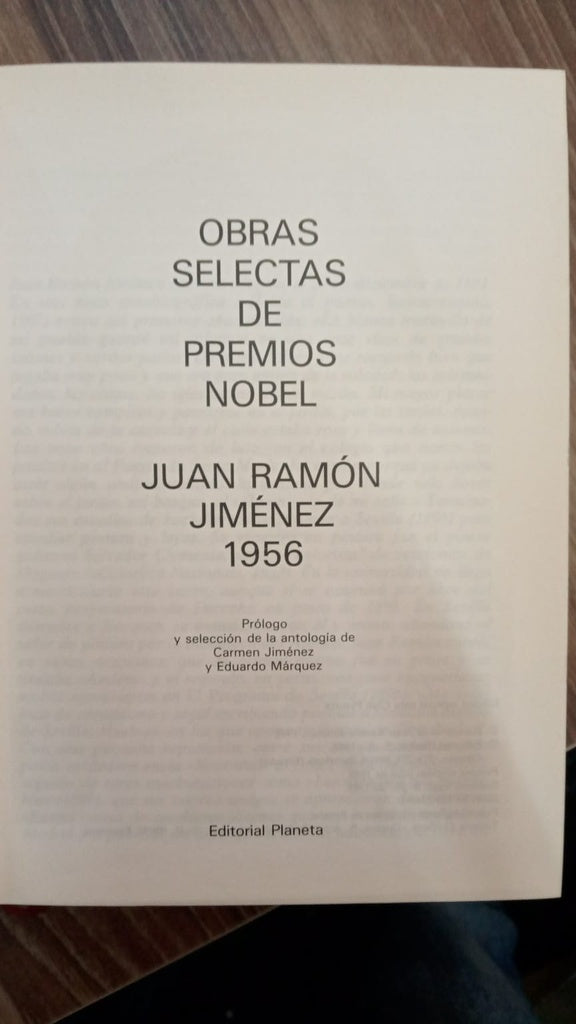 OBRAS
SELECTAS
DE
PREMIOS
NOBEL
JUAN RAMÓN
JIMÉNEZ
1956
Prólogo
y selección de la antología de
Carmen Jiménez
y Eduardo Márquez
Editorial Planeta